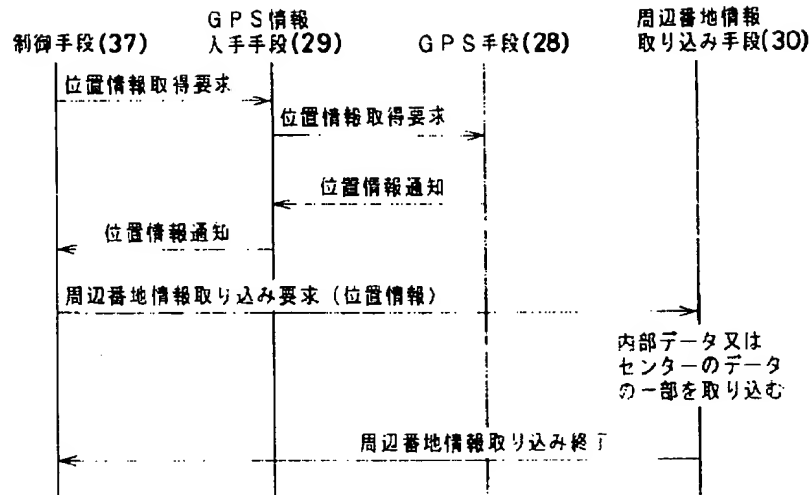 制御手段(37)
GPS情報
入手手段(29)
GPS手段(28)
周辺番地情報
取り込み手段(30)
位置情報取得要求
位置情報取得要求
位置情報通知
位置情報通知
周辺番地情報取り込み要求(位置情報)
内部データ又は
センターのデータ
の一部を取り込む
周辺番地情報取り込み終了